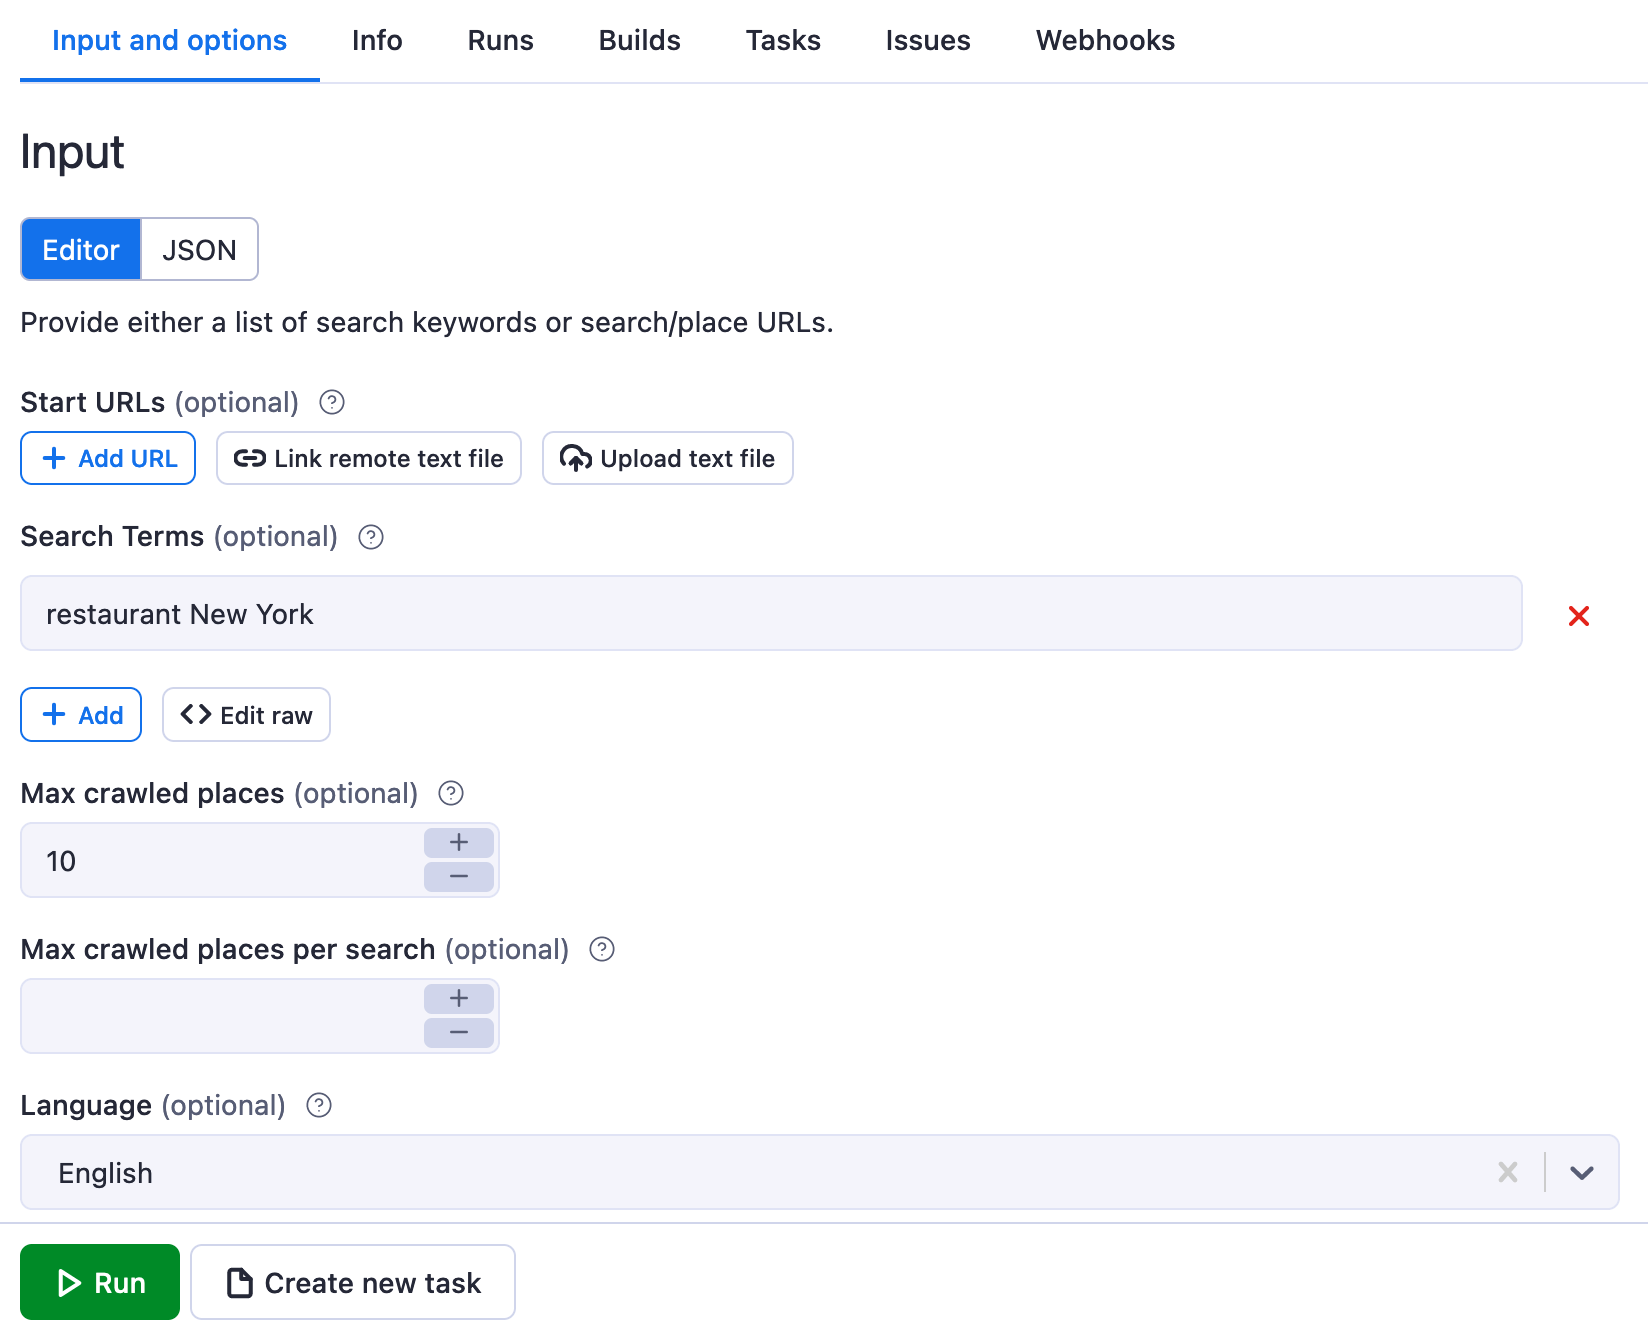 Input and options Info Runs Builds Tasks Issues Webhooks
Input
Editor JSON
Provide either a list of search keywords or search/place URLs.
Start URLs (optional) ?
+ Add URL Link remote text file Upload text file
Search Terms (optional) ?
restaurant New York
+ Add <> Edit raw
Max crawled places (optional) ?
10
Max crawled places per search (optional) ?
Language (optional) ?
English
Run Create new task